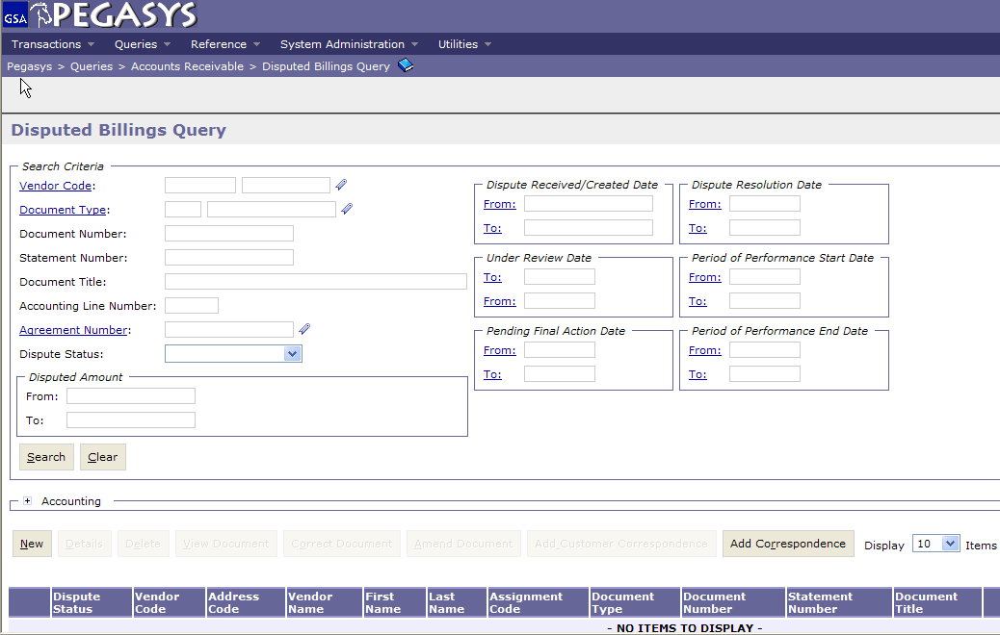 GSA PEGASYS
Transactions Queries Reference System Administration Utilities
Pegasys > Queries > Accounts Receivable > Disputed Billings Query
Disputed Billings Query
Search Criteria
Vendor Code:
Document Type:
Document Number:
Statement Number:
Document Title:
Accounting Line Number:
Agreement Number:
Dispute Status:
Disputed Amount
From:
To:
Dispute Received/Created Date
From:
To:
Under Review Date
To:
From:
Pending Final Action Date
From:
To:
Dispute Resolution Date
From:
To:
Period of Performance Start Date
From:
To:
Period of Performance End Date
From:
To:
Search Clear
+ Accounting
New Details Delete View Document Correct Document Amend Document Add Customer Correspondence Add Correspondence Display 10 Items
Dispute Status
Vendor Code
Address Code
Vendor Name
First Name
Last Name
Assignment Code
Document Type
Document Number
Statement Number
Document Title
- NO ITEMS TO DISPLAY -